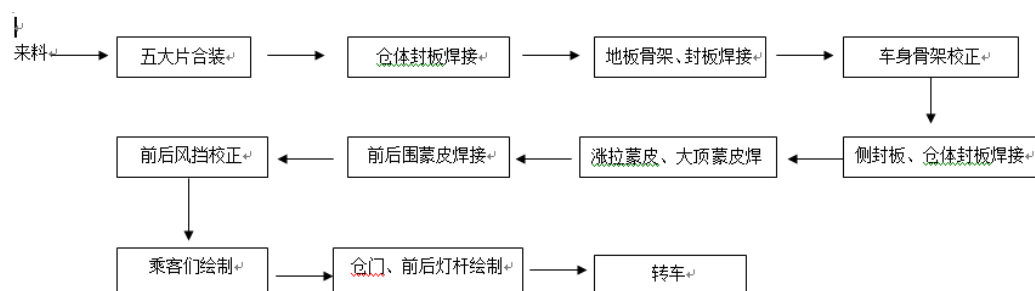 来料
五大片合装
仓体封板焊接
地板骨架、封板焊接
车身骨架校正
侧封板、仓体封板焊接
涨拉蒙皮、大顶蒙皮焊
前后围蒙皮焊接
前后风挡校正
乘客们绘制
仓门、前后灯杆绘制
转车